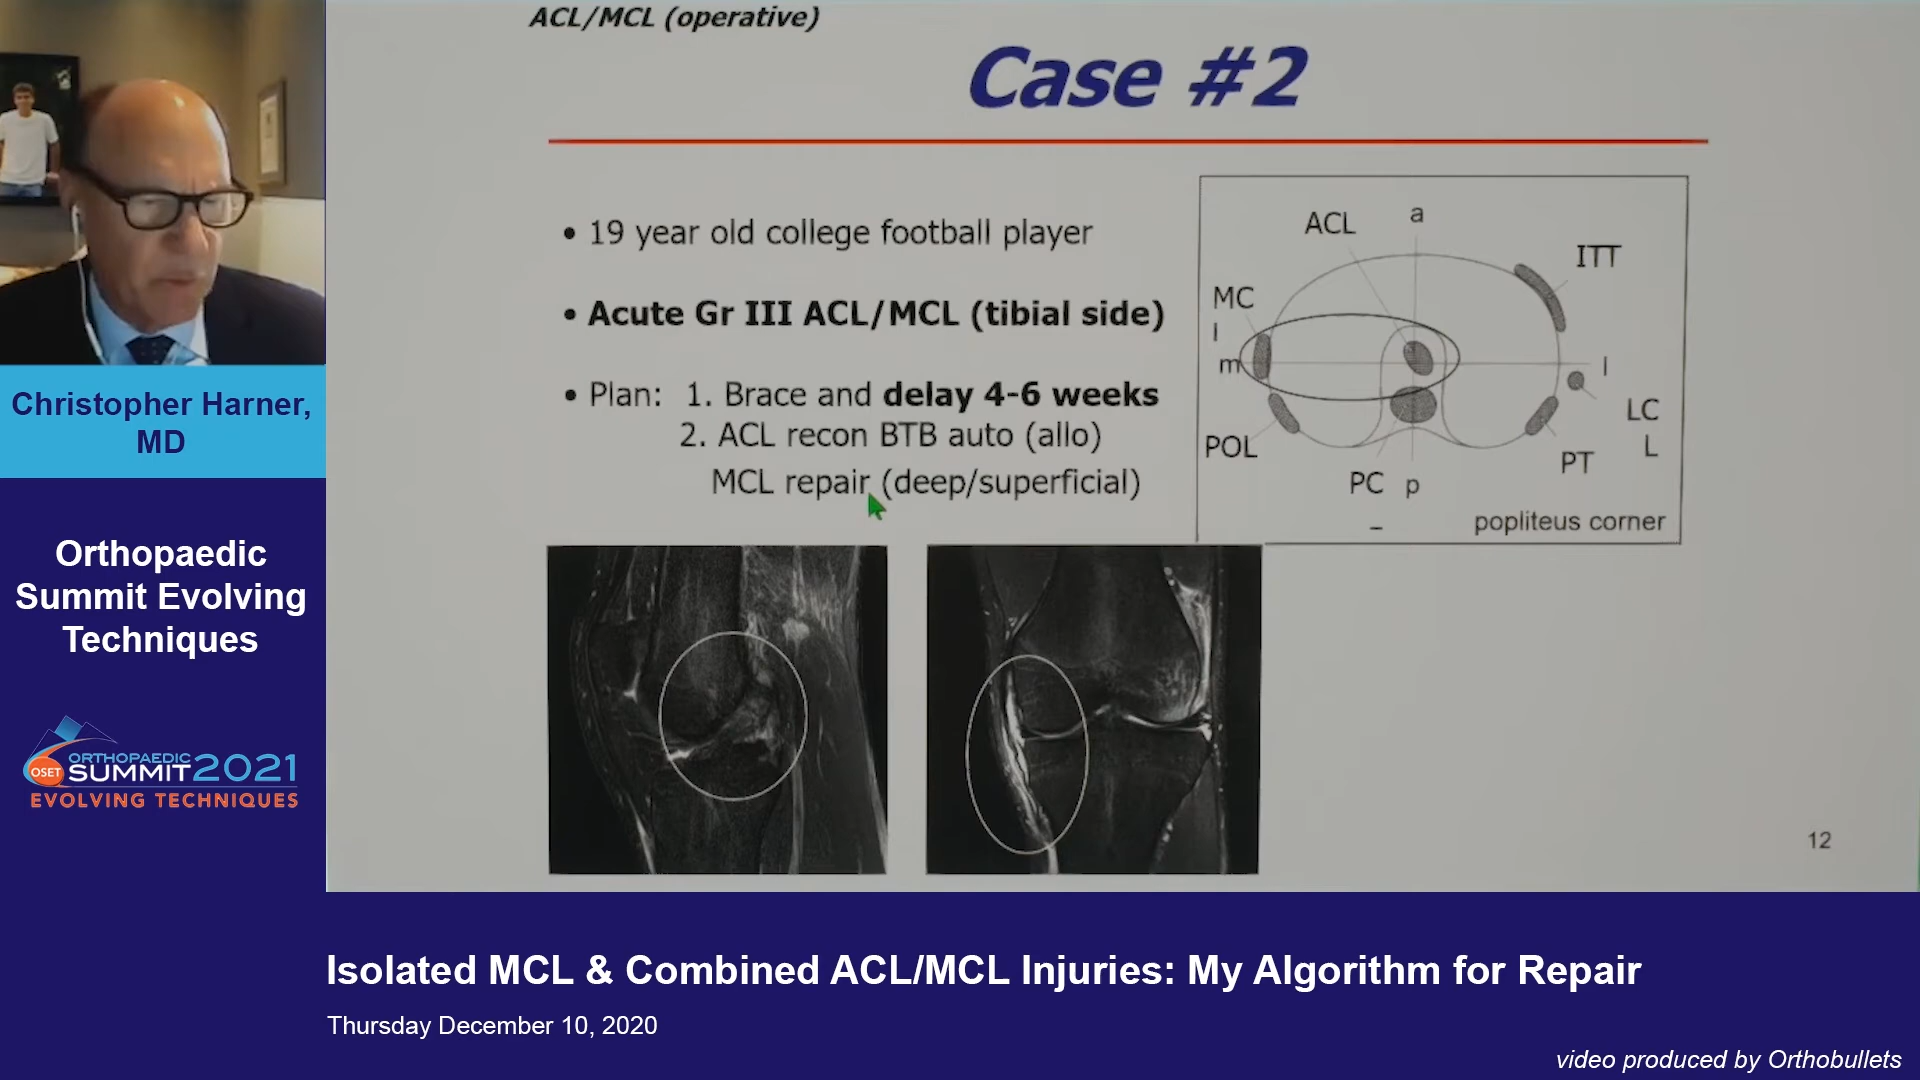 ACL/MCL (operative)
Case #2
• 19 year old college football player
• Acute Gr III ACL/MCL (tibial side)
• Plan: 1. Brace and delay 4-6 weeks
2. ACL recon BTB auto (allo)
MCL repair (deep/superficial)
ACL
a
ITT
MC
l
m
l
LC
L
POL
PT
PC
p
_
popliteus corner
12
Christopher Harner,
MD
Orthopaedic
Summit Evolving
Techniques
OSET
ORTHOPAEDIC
SUMMIT 2021
EVOLVING TECHNIQUES
Isolated MCL & Combined ACL/MCL Injuries: My Algorithm for Repair
Thursday December 10, 2020
video produced by Orthobullets